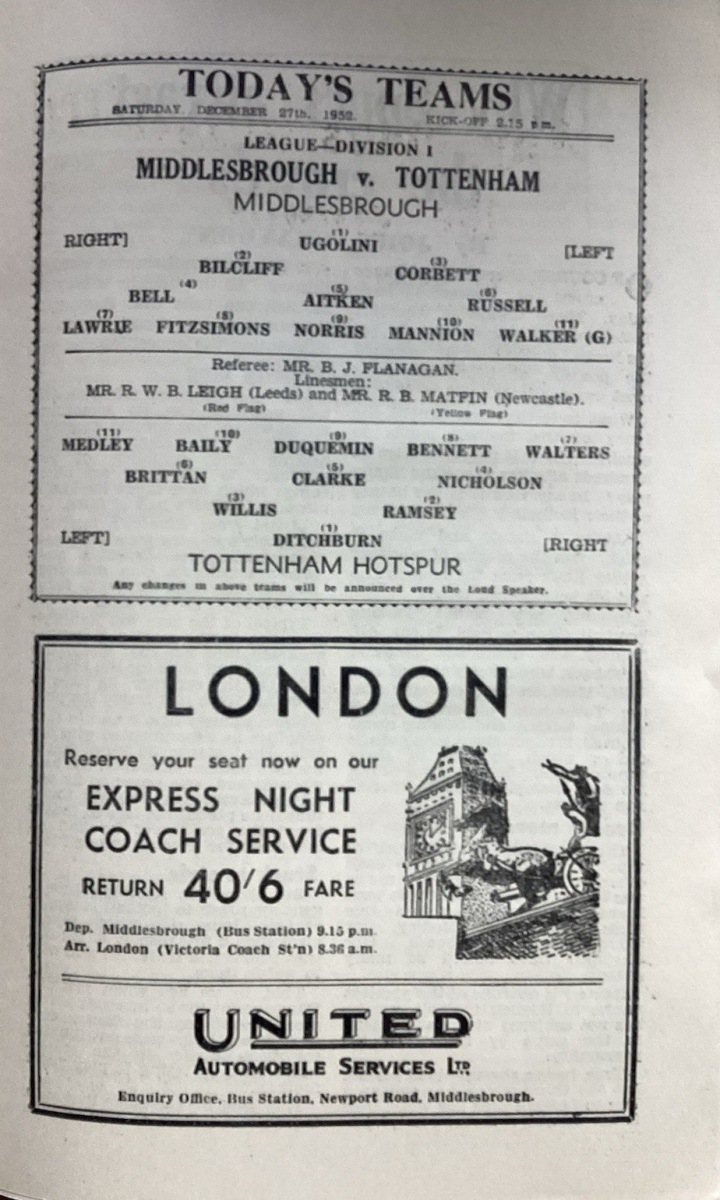 TODAY'S TEAMS
SATURDAY, DECEMBER 27th, 1952. KICK-OFF 2.15 p.m.
LEAGUE—DIVISION 1
MIDDLESBROUGH v. TOTTENHAM
MIDDLESBROUGH
(1)
RIGHT] UGOLINI [LEFT
(2) (3)
BILCLIFF CORBETT
(4) (5) (6)
BELL AITKEN RUSSELL
(7) (8) (9) (10) (11)
LAWRIE FITZSIMONS NORRIS MANNION WALKER (G)
Referee: MR. B. J. FLANAGAN.
Linesmen:
MR. R. W. B. LEIGH (Leeds) and MR. R. B. MATFIN (Newcastle).
(Red Flag) (Yellow Flag)
(11) (10) (9) (8) (7)
MEDLEY BAILY DUQUEMIN BENNETT WALTERS
(6) (5) (4)
BRITTAN CLARKE NICHOLSON
(3) (2)
WILLIS RAMSEY
(1)
LEFT] DITCHBURN [RIGHT
TOTTENHAM HOTSPUR
Any changes in above teams will be announced over the Loud Speaker.
LONDON
Reserve your seat now on our
EXPRESS NIGHT
COACH SERVICE
RETURN 40/6 FARE
Dep. Middlesbrough (Bus Station) 9.15 p.m.
Arr. London (Victoria Coach St'n) 8.36 a.m.
UNITED
AUTOMOBILE SERVICES LTD.
Enquiry Office, Bus Station, Newport Road, Middlesbrough.